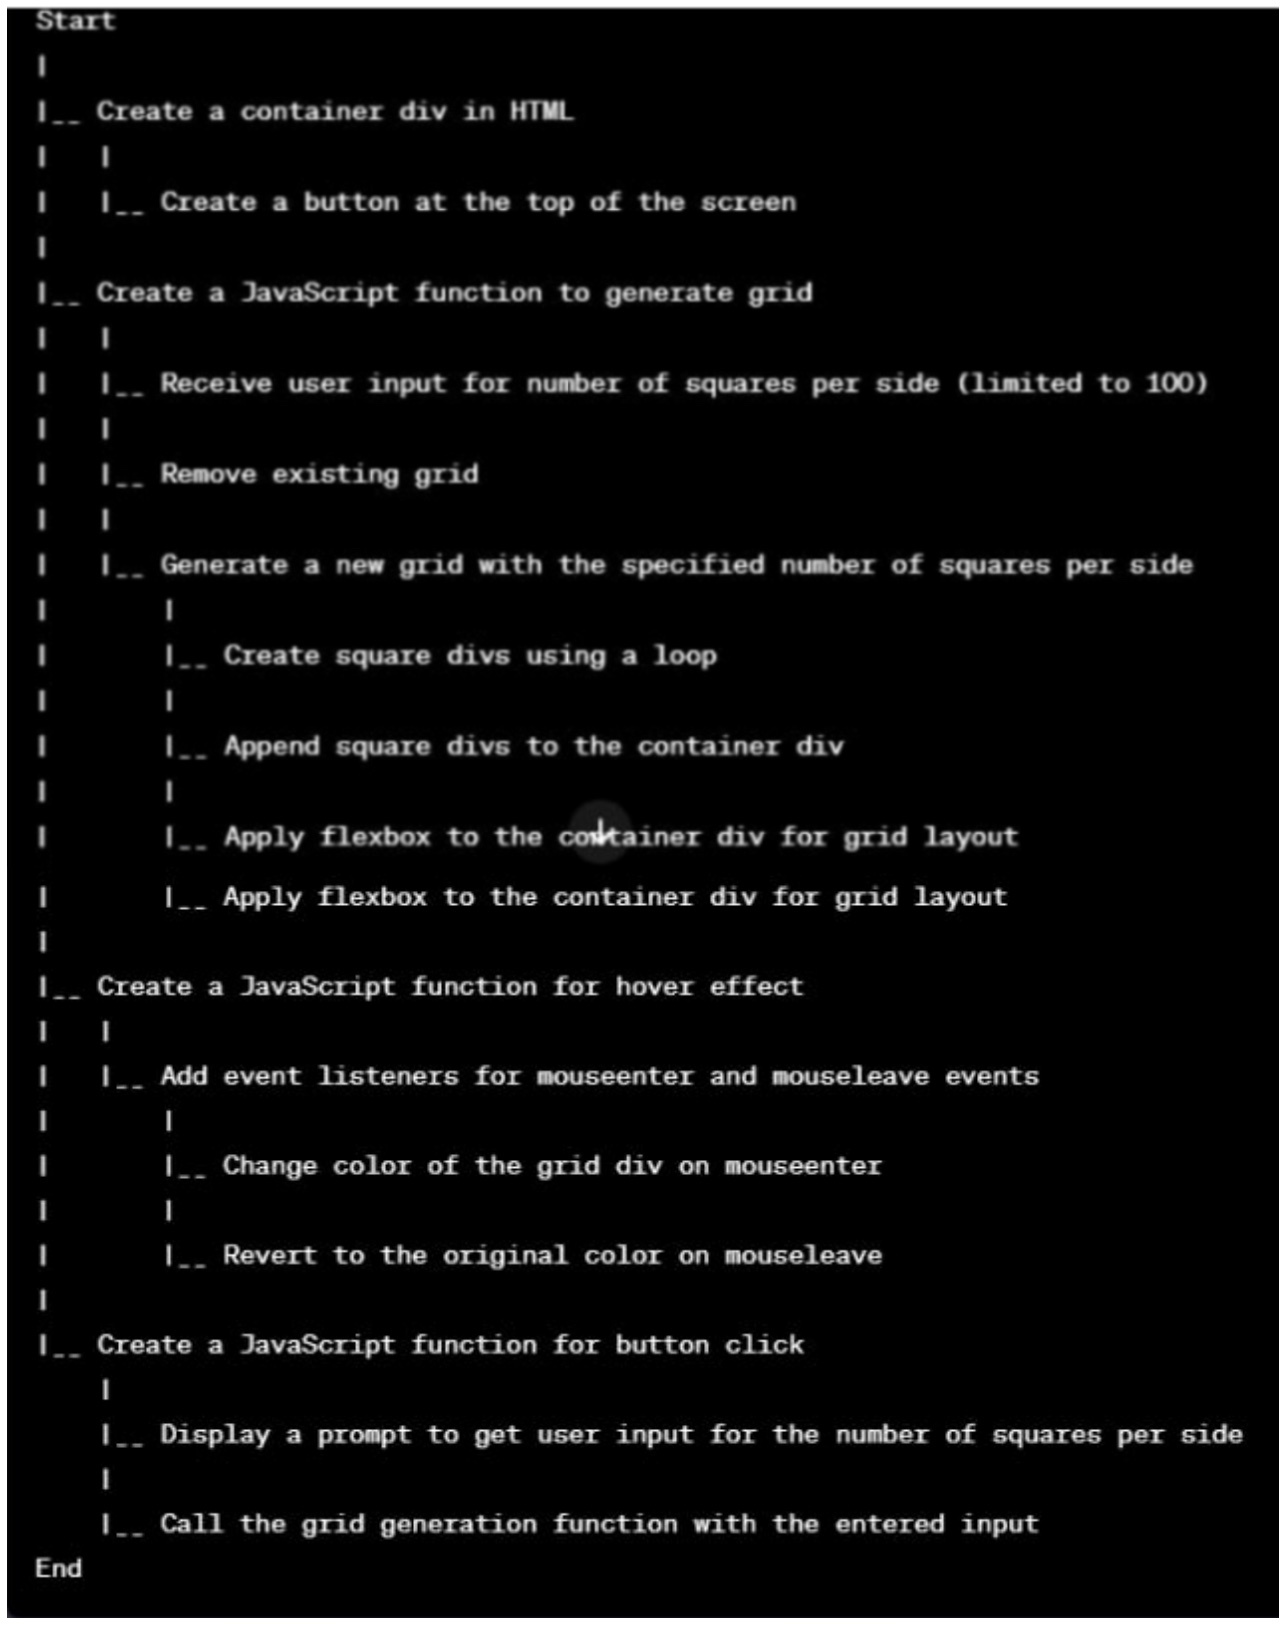 Start
|
|__ Create a container div in HTML
|   |
|   |__ Create a button at the top of the screen
|
|__ Create a JavaScript function to generate grid
|   |
|   |__ Receive user input for number of squares per side (limited to 100)
|   |
|   |__ Remove existing grid
|   |
|   |__ Generate a new grid with the specified number of squares per side
|       |
|       |__ Create square divs using a loop
|       |
|       |__ Append square divs to the container div
|       |
|       |__ Apply flexbox to the container div for grid layout
|       |__ Apply flexbox to the container div for grid layout
|
|__ Create a JavaScript function for hover effect
|   |
|   |__ Add event listeners for mouseenter and mouseleave events
|       |
|       |__ Change color of the grid div on mouseenter
|       |
|       |__ Revert to the original color on mouseleave
|
|__ Create a JavaScript function for button click
    |
    |__ Display a prompt to get user input for the number of squares per side
    |
    |__ Call the grid generation function with the entered input
End